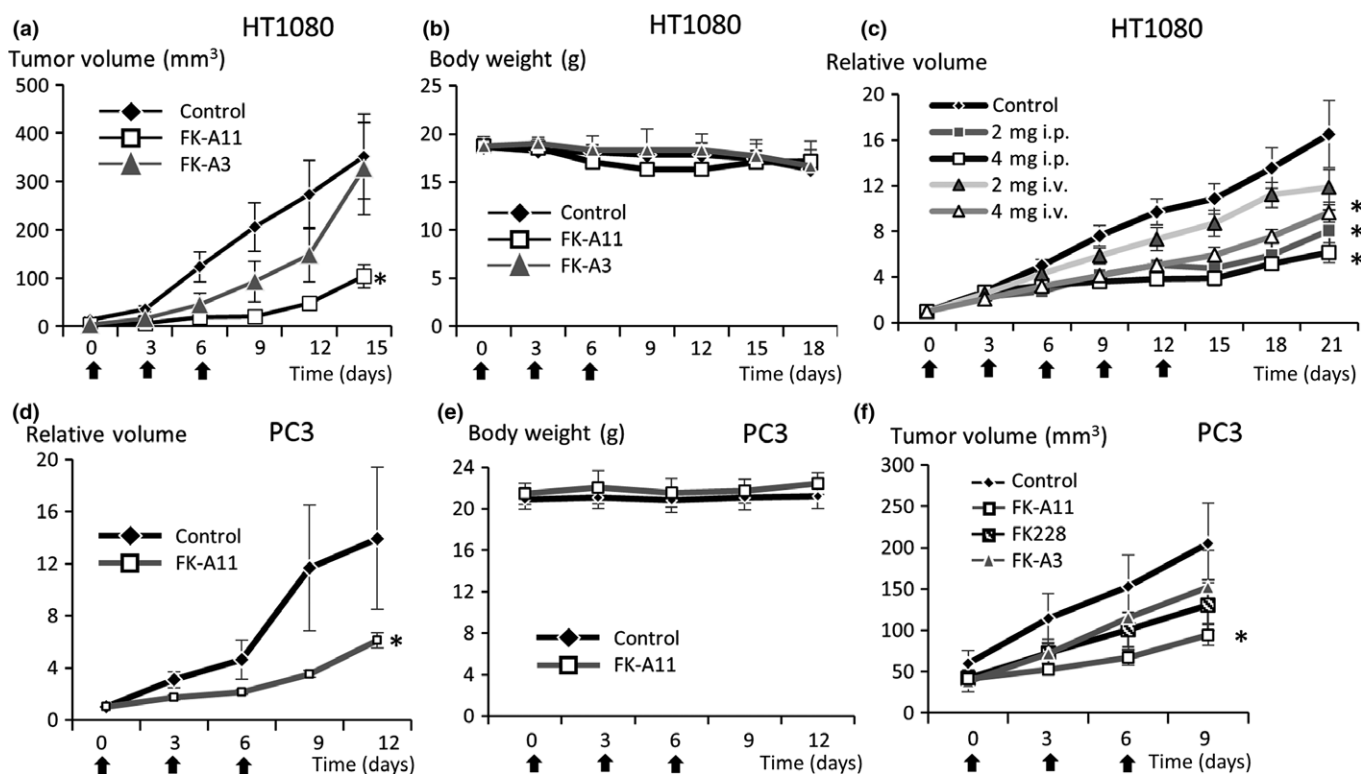 (a) HT1080
Tumor volume (mm³)
500
400
300
200
100
0
Control
FK-A11
FK-A3
*
0 3 6 9 12 15
Time (days)
(b) HT1080
Body weight (g)
25
20
15
10
5
0
Control
FK-A11
FK-A3
0 3 6 9 12 15 18
Time (days)
(c) HT1080
Relative volume
20
16
12
8
4
0
Control
2 mg i.p.
4 mg i.p.
2 mg i.v.
4 mg i.v.
*
*
*
0 3 6 9 12 15 18 21
Time (days)
(d)
Relative volume PC3
20
16
12
8
4
0
Control
FK-A11
*
0 3 6 9 12
Time (days)
(e)
Body weight (g) PC3
24
20
16
12
8
4
0
Control
FK-A11
0 3 6 9 12
Time (days)
(f)
Tumor volume (mm³) PC3
300
250
200
150
100
50
0
Control
FK-A11
FK228
FK-A3
*
0 3 6 9
Time (days)